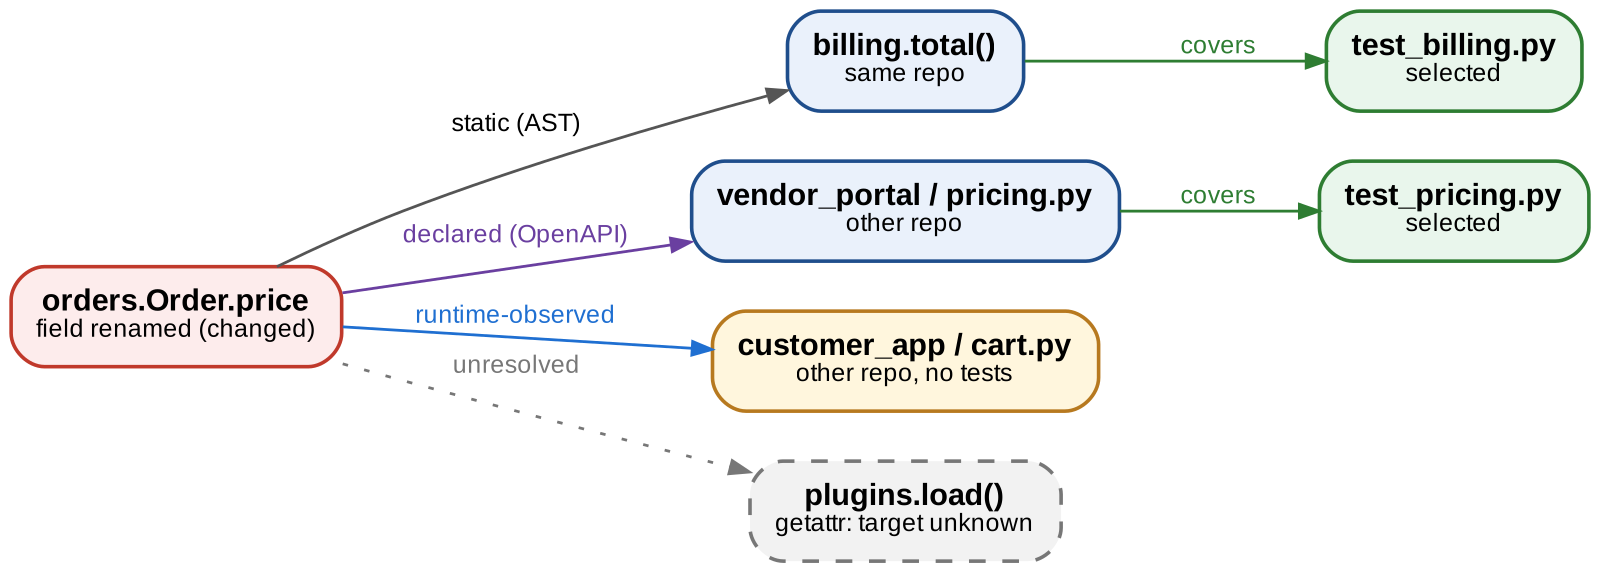 billing.total()
same repo
covers
test_billing.py
selected
static (AST)
vendor_portal / pricing.py
other repo
covers
test_pricing.py
selected
declared (OpenAPI)
orders.Order.price
field renamed (changed)
runtime-observed
customer_app / cart.py
other repo, no tests
unresolved
plugins.load()
getattr: target unknown